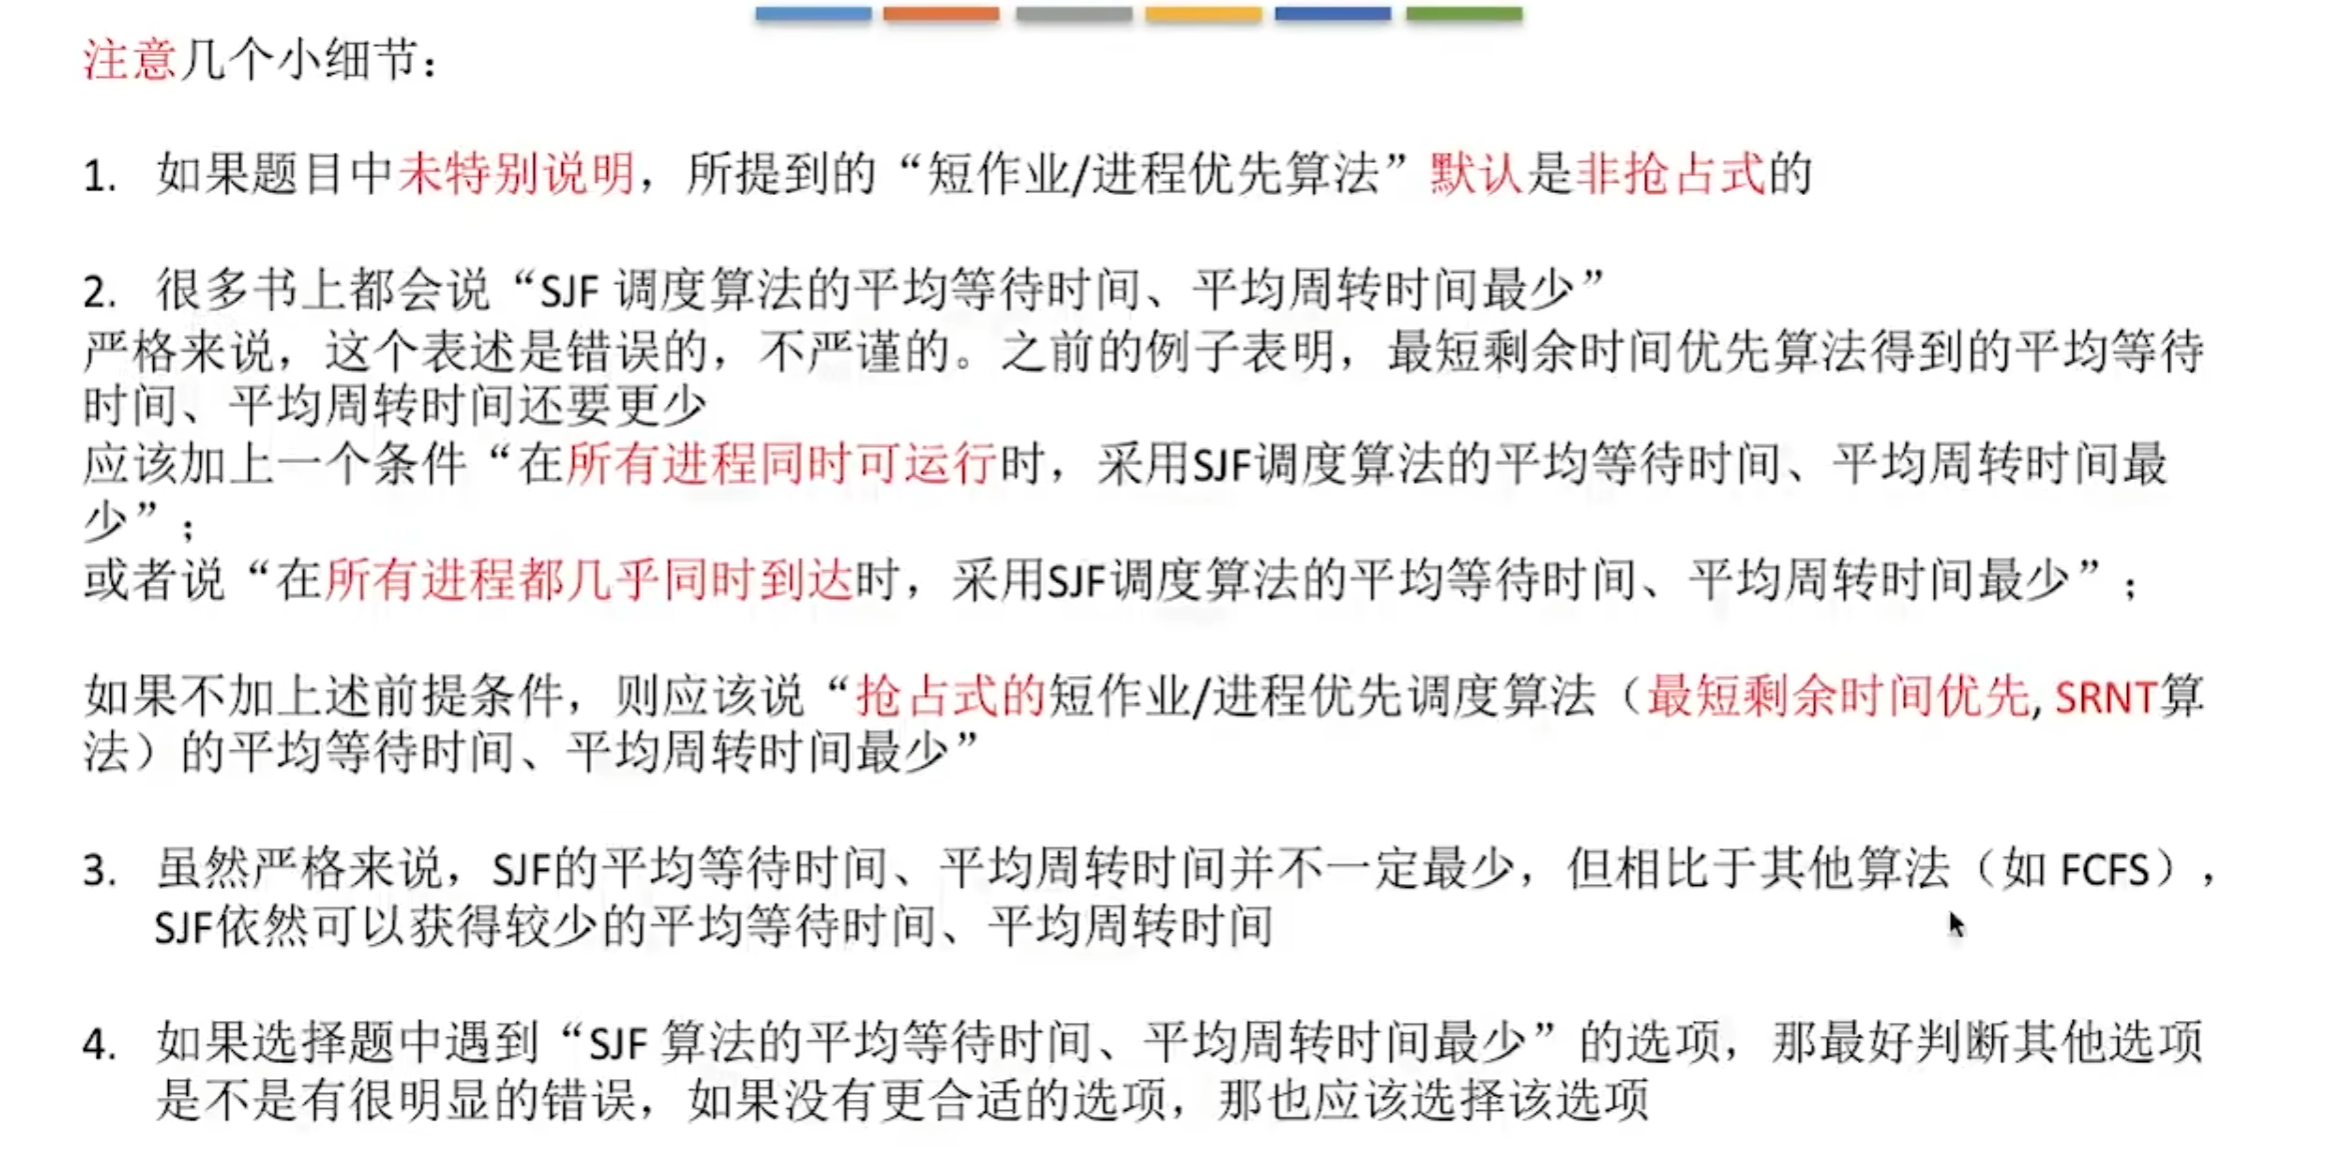 注意几个小细节：
1. 如果题目中未特别说明，所提到的“短作业/进程优先算法”默认是非抢占式的
2. 很多书上都会说“SJF 调度算法的平均等待时间、平均周转时间最少”
严格来说，这个表述是错误的，不严谨的。之前的例子表明，最短剩余时间优先算法得到的平均等待
时间、平均周转时间还要更少
应该加上一个条件“在所有进程同时可运行时，采用SJF调度算法的平均等待时间、平均周转时间最
少”；
或者说“在所有进程都几乎同时到达时，采用SJF调度算法的平均等待时间、平均周转时间最少”；
如果不加上述前提条件，则应该说“抢占式的短作业/进程优先调度算法（最短剩余时间优先, SRNT算
法）的平均等待时间、平均周转时间最少”
3. 虽然严格来说，SJF的平均等待时间、平均周转时间并不一定最少，但相比于其他算法（如 FCFS），
SJF依然可以获得较少的平均等待时间、平均周转时间
4. 如果选择题中遇到“SJF 算法的平均等待时间、平均周转时间最少”的选项，那最好判断其他选项
是不是有很明显的错误，如果没有更合适的选项，那也应该选择该选项